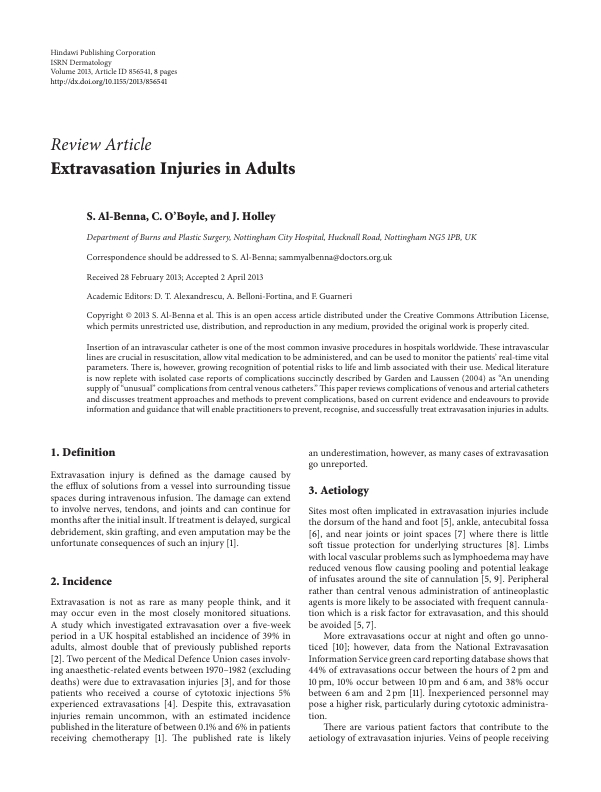 Hindawi Publishing Corporation
ISRN Dermatology
Volume 2013, Article ID 856541, 8 pages
http://dx.doi.org/10.1155/2013/856541
Review Article
Extravasation Injuries in Adults
S. Al-Benna, C. O'Boyle, and J. Holley
Department of Burns and Plastic Surgery, Nottingham City Hospital, Hucknall Road, Nottingham NG5 1PB, UK
Correspondence should be addressed to S. Al-Benna; sammyalbenna@doctors.org.uk
Received 28 February 2013; Accepted 2 April 2013
Academic Editors: D. T. Alexandrescu, A. Belloni-Fortina, and F. Guarneri
Copyright © 2013 S. Al-Benna et al. This is an open access article distributed under the Creative Commons Attribution License,
which permits unrestricted use, distribution, and reproduction in any medium, provided the original work is properly cited.
Insertion of an intravascular catheter is one of the most common invasive procedures in hospitals worldwide. These intravascular
lines are crucial in resuscitation, allow vital medication to be administered, and can be used to monitor the patients' real-time vital
parameters. There is, however, growing recognition of potential risks to life and limb associated with their use. Medical literature
is now replete with isolated case reports of complications succinctly described by Garden and Laussen (2004) as "An unending
supply of "unusual" complications from central venous catheters." This paper reviews complications of venous and arterial catheters
and discusses treatment approaches and methods to prevent complications, based on current evidence and endeavours to provide
information and guidance that will enable practitioners to prevent, recognise, and successfully treat extravasation injuries in adults.
1. Definition
Extravasation injury is defined as the damage caused by
the efflux of solutions from a vessel into surrounding tissue
spaces during intravenous infusion. The damage can extend
to involve nerves, tendons, and joints and can continue for
months after the initial insult. If treatment is delayed, surgical
debridement, skin grafting, and even amputation may be the
unfortunate consequences of such an injury [1].
2. Incidence
Extravasation is not as rare as many people think, and it
may occur even in the most closely monitored situations.
A study which investigated extravasation over a five-week
period in a UK hospital established an incidence of 39% in
adults, almost double that of previously published reports
[2]. Two percent of the Medical Defence Union cases involv-
ing anaesthetic-related events between 1970–1982 (excluding
deaths) were due to extravasation injuries [3], and for those
patients who received a course of cytotoxic injections 5%
experienced extravasations [4]. Despite this, extravasation
injuries remain uncommon, with an estimated incidence
published in the literature of between 0.1% and 6% in patients
receiving chemotherapy [1]. The published rate is likely
an underestimation, however, as many cases of extravasation
go unreported.
3. Aetiology
Sites most often implicated in extravasation injuries include
the dorsum of the hand and foot [5], ankle, antecubital fossa
[6], and near joints or joint spaces [7] where there is little
soft tissue protection for underlying structures [8]. Limbs
with local vascular problems such as lymphoedema may have
reduced venous flow causing pooling and potential leakage
of infusates around the site of cannulation [5, 9]. Peripheral
rather than central venous administration of antineoplastic
agents is more likely to be associated with frequent cannula-
tion which is a risk factor for extravasation, and this should
be avoided [5, 7].
More extravasations occur at night and often go unno-
ticed [10]; however, data from the National Extravasation
Information Service green card reporting database shows that
44% of extravasations occur between the hours of 2 pm and
10 pm, 10% occur between 10 pm and 6 am, and 38% occur
between 6 am and 2 pm [11]. Inexperienced personnel may
pose a higher risk, particularly during cytotoxic administra-
tion.
There are various patient factors that contribute to the
aetiology of extravasation injuries. Veins of people receiving